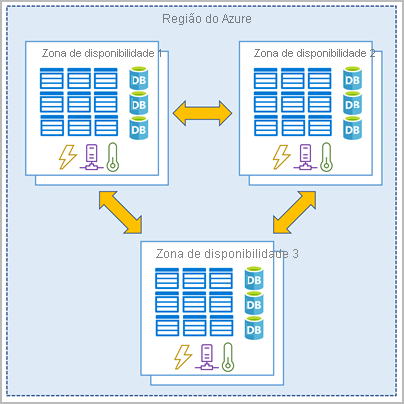 Região do Azure
Zona de disponibilidade 1
Zona de disponibilidade 2
DB
DB
DB
DB
DB
DB
Zona de disponibilidade 3
DB
DB
DB